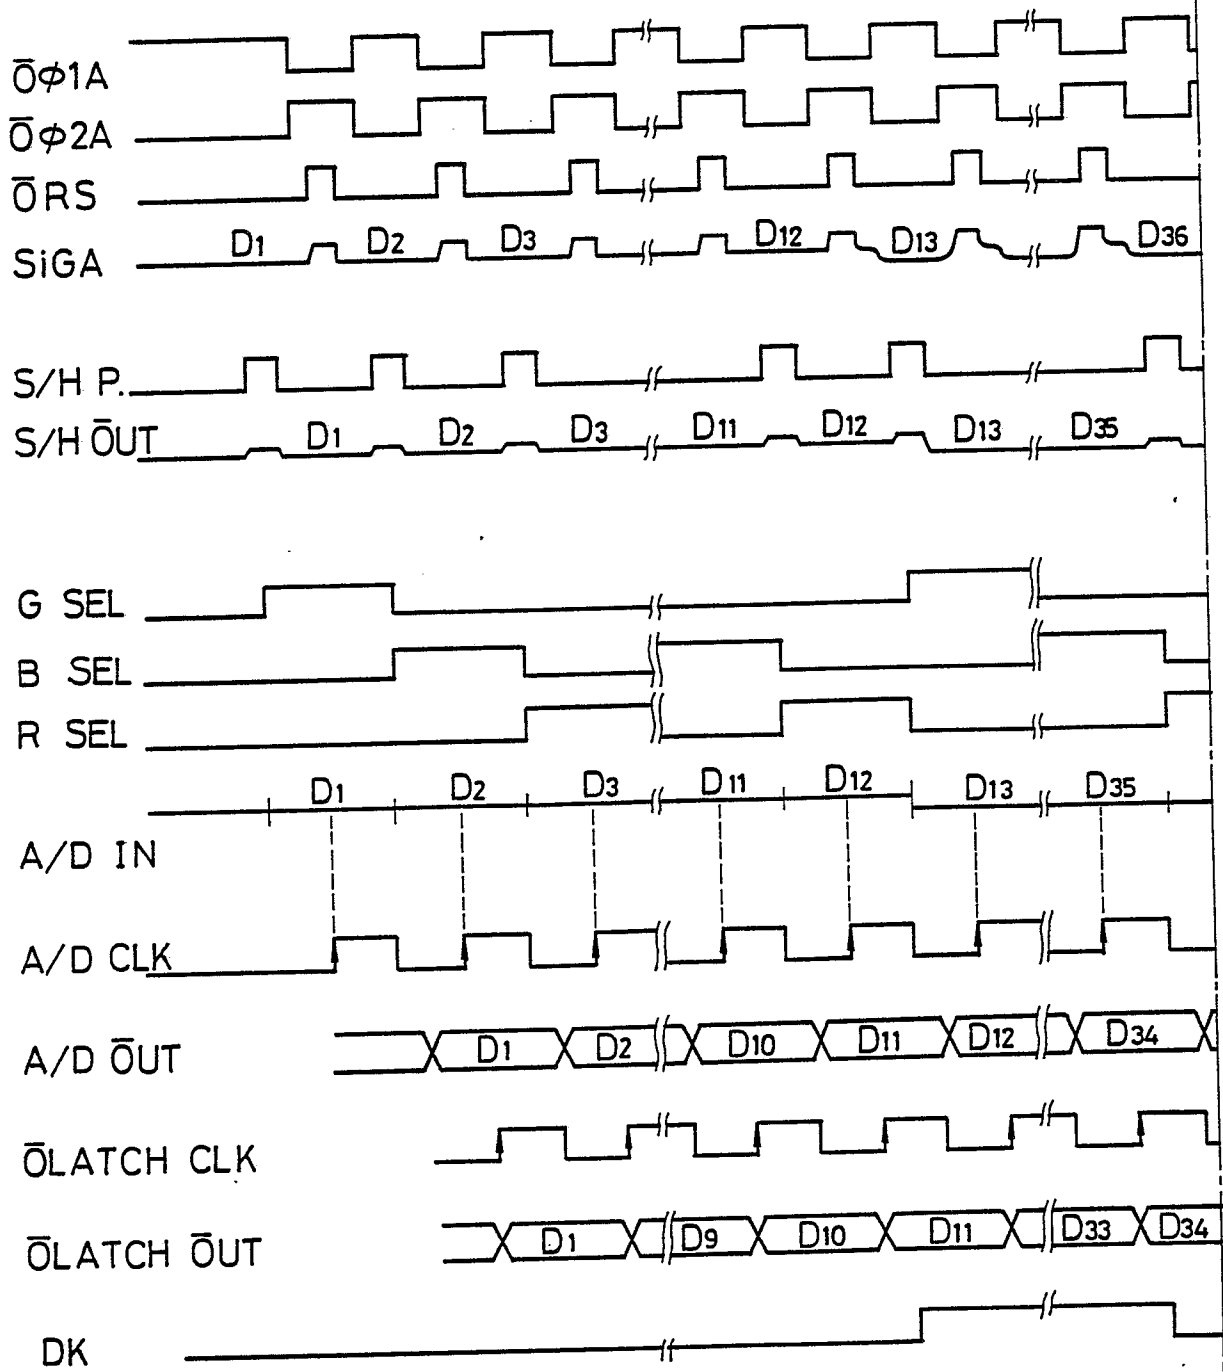 Ōφ1A
Ōφ2A
ŌRS
SiGA D1 D2 D3 D12 D13 D36
S/H P.
S/H ŌUT D1 D2 D3 D11 D12 D13 D35
G SEL
B SEL
R SEL
D1 D2 D3 D11 D12 D13 D35
A/D IN
A/D CLK
A/D ŌUT D1 D2 D10 D11 D12 D34
ŌLATCH CLK
ŌLATCH ŌUT D1 D9 D10 D11 D33 D34
DK